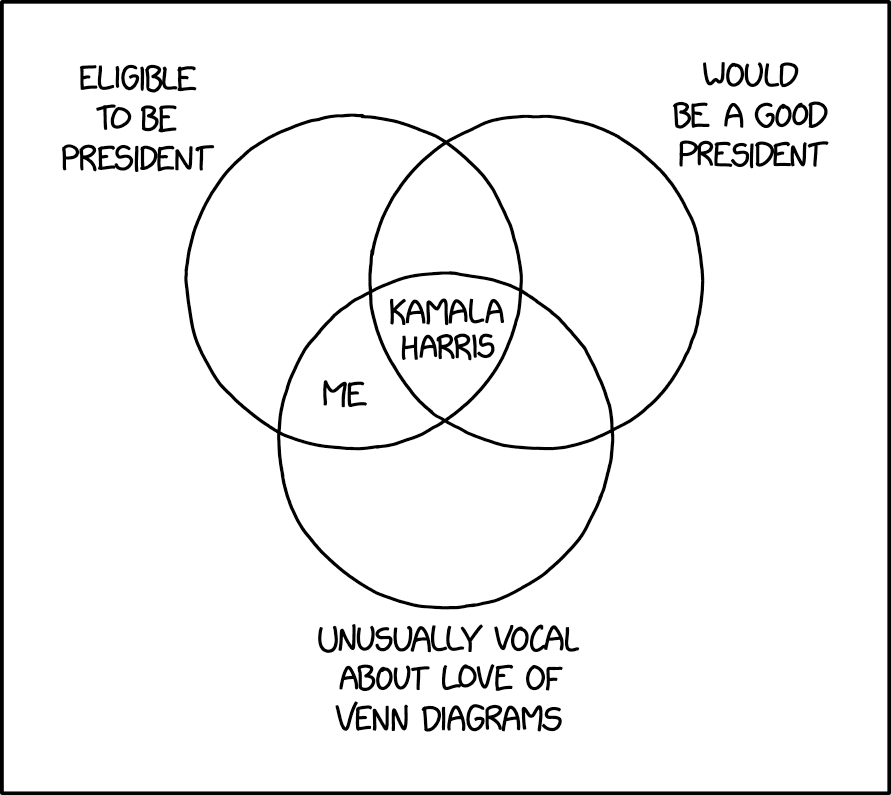 ELIGIBLE
TO BE
PRESIDENT
WOULD
BE A GOOD
PRESIDENT
KAMALA
HARRIS
ME
UNUSUALLY VOCAL
ABOUT LOVE OF
VENN DIAGRAMS